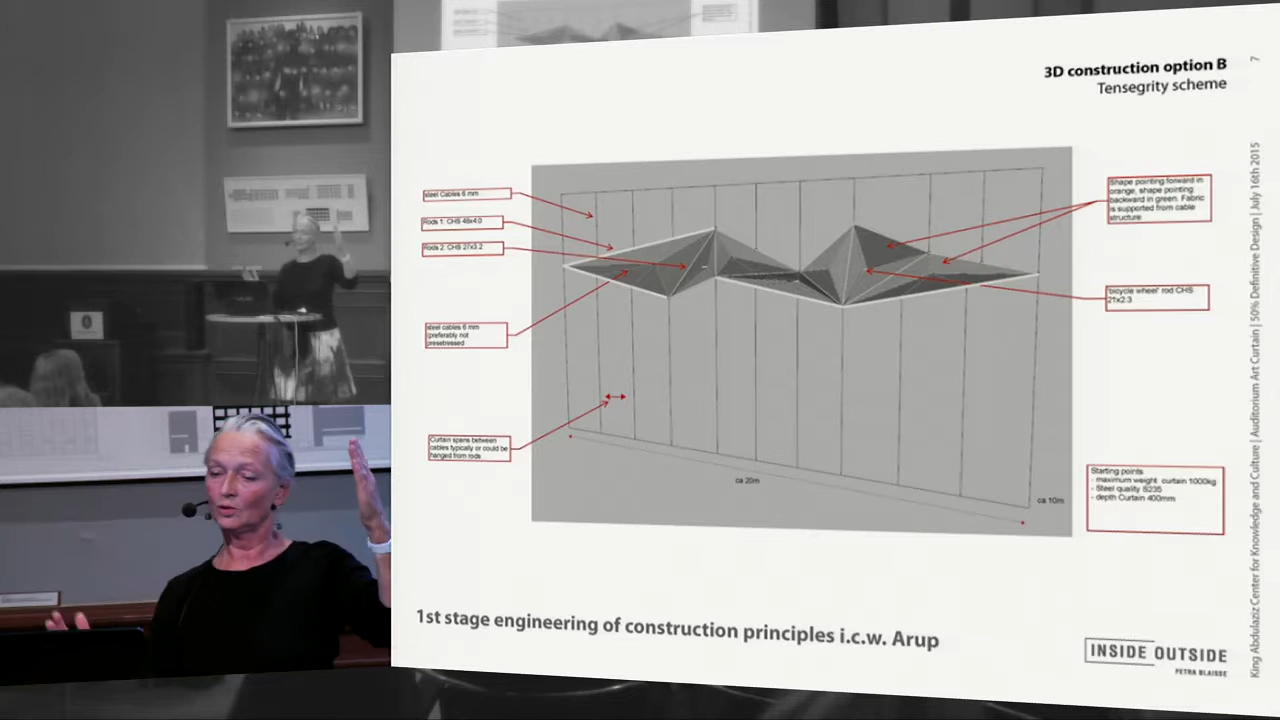 3D construction option B
Tensegrity scheme
7
steel Cables 6 mm
Rods 1: CHS 48x4.0
Rods 2: CHS 27x3.2
steel cables 6 mm
(preferably not
presetressed
Curtain spans between
cables typically or could be
hanged from rods
Shape pointing forward in
orange, shape pointing
backward in green. Fabric
is supported from cable
structure
"bicycle wheel" rod CHS
21x2.3
Starting points
- maximum weight curtain 1000kg
- Steel quality S235
- depth Curtain 400mm
ca 20m
ca 10m
1st stage engineering of construction principles i.c.w. Arup
INSIDE OUTSIDE
PETRA BLAISSE
King Abdulaziz Center for Knowledge and Culture | Auditorium Art Curtain | 50% Definitive Design | July 16th 2015